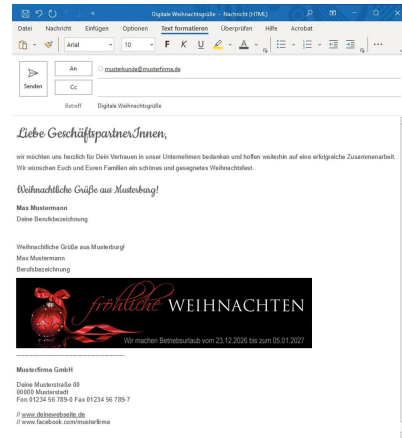 Digitale Weihnachtsgrüße - Nachricht (HTML)
Datei Nachricht Einfügen Optionen Text formatieren Überprüfen Hilfe Acrobat
Arial 10 F K U A
An musterkunde@musterfirma.de
Senden Cc
Betreff Digitale Weihnachtsgrüße
Liebe GeschäftspartnerInnen,
wir möchten uns herzlich für Dein Vertrauen in unser Unternehmen bedanken und hoffen weiterhin auf eine erfolgreiche Zusammenarbeit.
Wir wünschen Euch und Euren Familien ein schönes und gesegnetes Weihnachtsfest.
Weihnachtliche Grüße aus Musterburg!
Max Mustermann
Deine Berufsbezeichnung
Weihnachtliche Grüße aus Musterburg!
Max Mustermann
Berufsbezeichnung
fröhliche WEIHNACHTEN
Wir machen Betriebsurlaub vom 23.12.2026 bis zum 05.01.2027
Musterfirma GmbH
Deine Musterstraße 00
00000 Musterstadt
Fon 01234 56 789-0 Fax 01234 56 789-7
// www.deinewebseite.de
// www.facebook.com/musterfirma